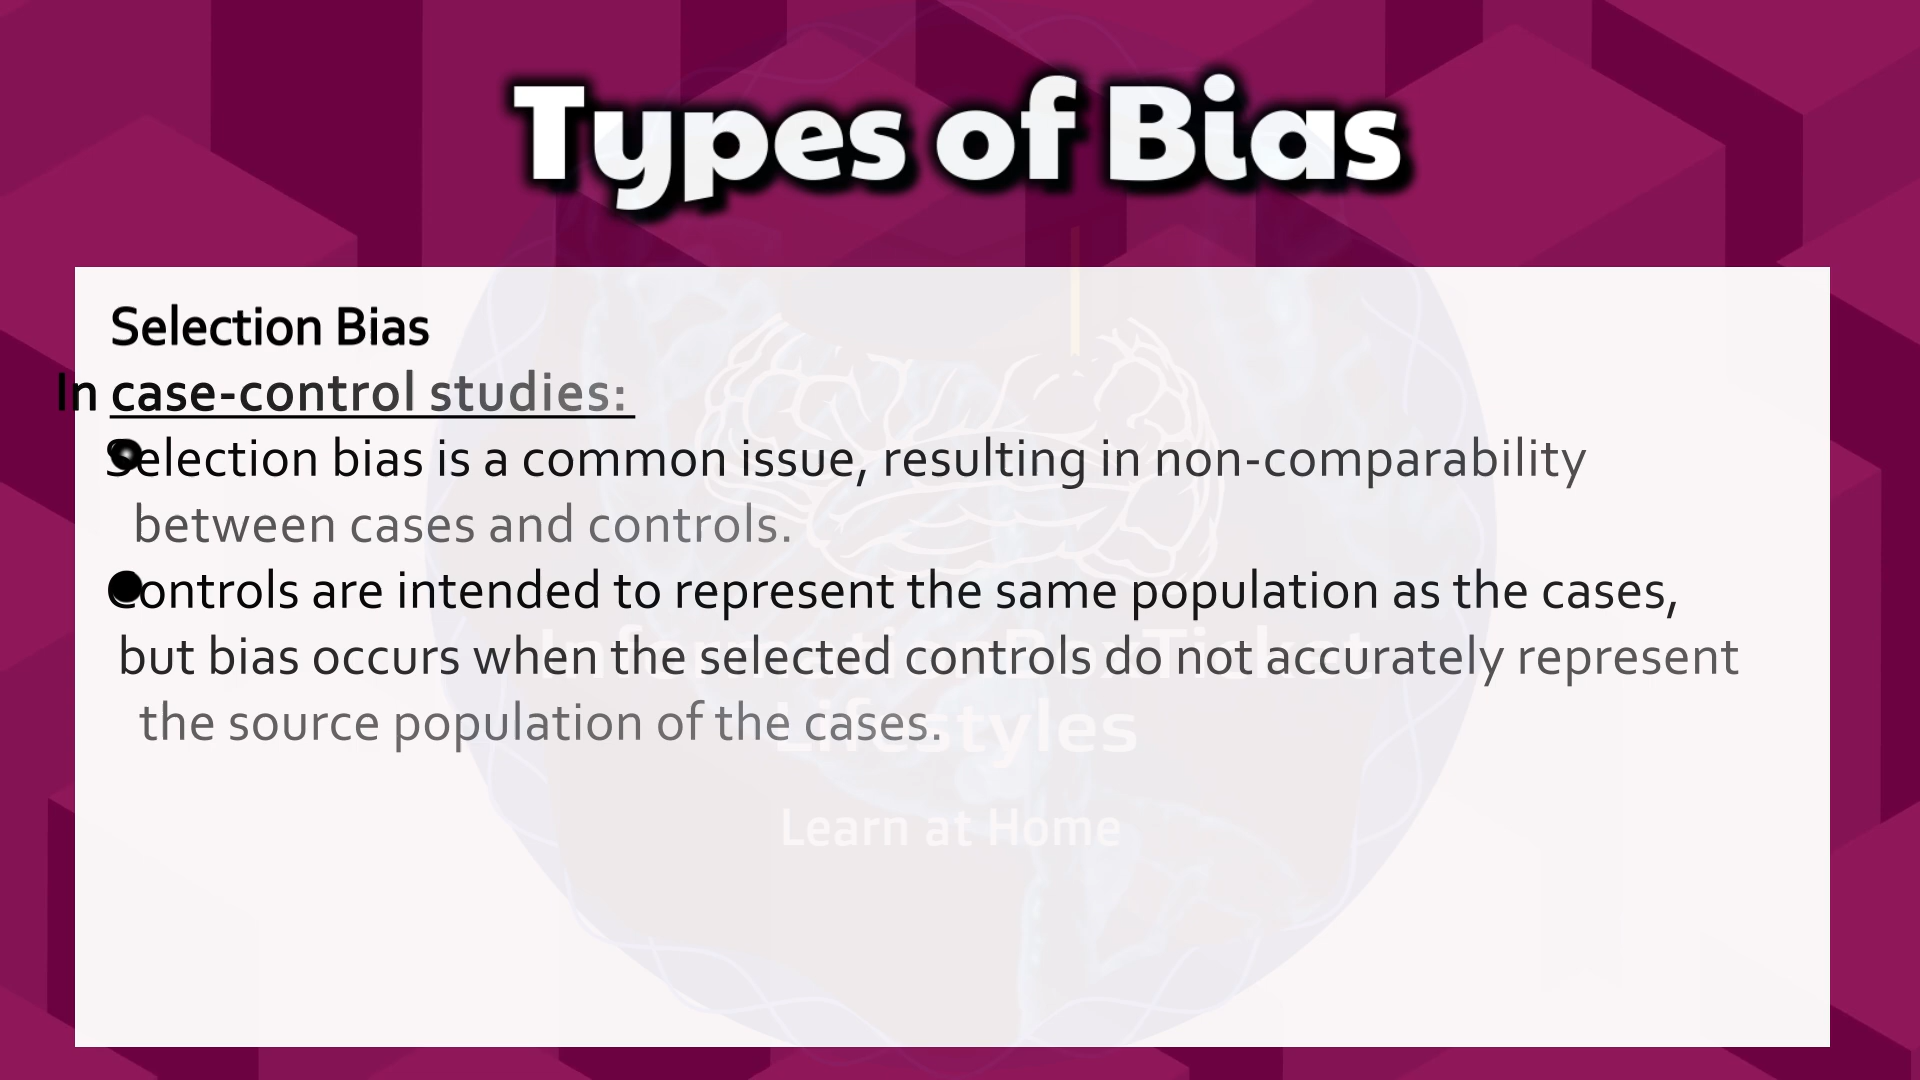 Types of Bias
Selection Bias
In case-control studies:
Selection bias is a common issue, resulting in non-comparability
between cases and controls.
Controls are intended to represent the same population as the cases,
but bias occurs when the selected controls do not accurately represent
the source population of the cases.
InformationBoxTicket
Lifestyles
Learn at Home